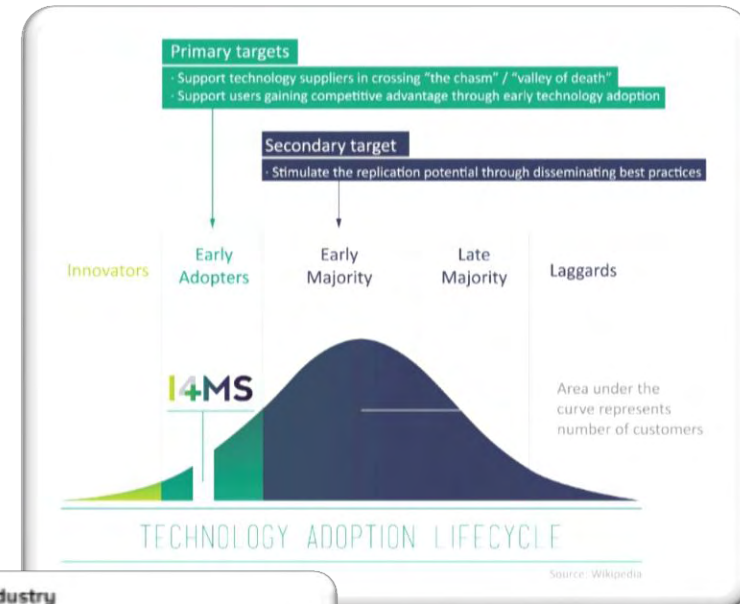 Primary targets
· Support technology suppliers in crossing “the chasm” / “valley of death”
· Support users gaining competitive advantage through early technology adoption
Secondary target
· Stimulate the replication potential through disseminating best practices
Innovators
Early
Adopters
Early
Majority
Late
Majority
Laggards
I4MS
Area under the
curve represents
number of customers
TECHNOLOGY ADOPTION LIFECYCLE
Source: Wikipedia
dustry